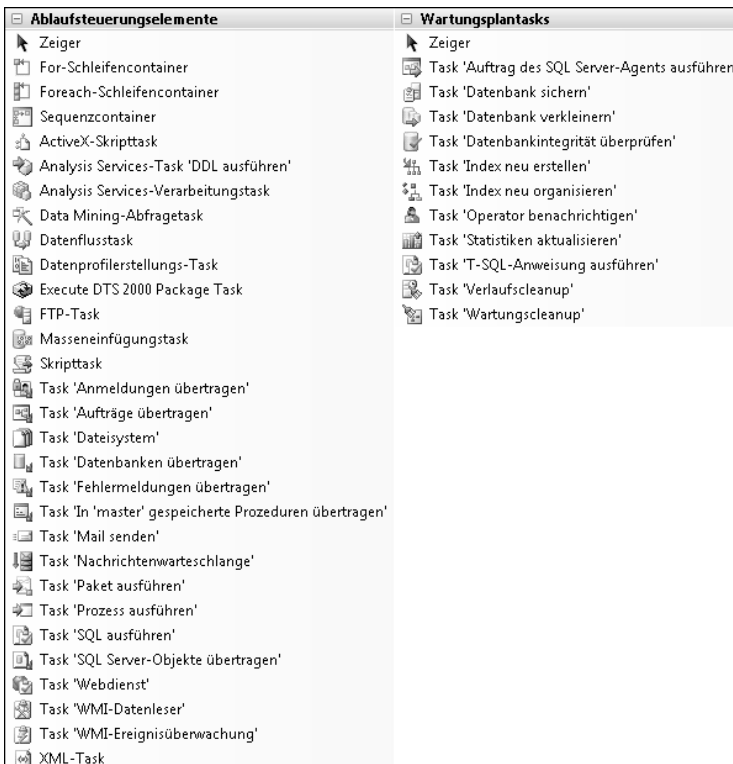 Ablaufsteuerungselemente
Zeiger
For-Schleifencontainer
Foreach-Schleifencontainer
Sequenzcontainer
ActiveX-Skripttask
Analysis Services-Task 'DDL ausführen'
Analysis Services-Verarbeitungstask
Data Mining-Abfragetask
Datenflusstask
Datenprofilerstellungs-Task
Execute DTS 2000 Package Task
FTP-Task
Masseneinfügungstask
Skripttask
Task 'Anmeldungen übertragen'
Task 'Aufträge übertragen'
Task 'Dateisystem'
Task 'Datenbanken übertragen'
Task 'Fehlermeldungen übertragen'
Task 'In 'master' gespeicherte Prozeduren übertragen'
Task 'Mail senden'
Task 'Nachrichtenwarteschlange'
Task 'Paket ausführen'
Task 'Prozess ausführen'
Task 'SQL ausführen'
Task 'SQL Server-Objekte übertragen'
Task 'Webdienst'
Task 'WMI-Datenleser'
Task 'WMI-Ereignisüberwachung'
XML-Task
Wartungsplantasks
Zeiger
Task 'Auftrag des SQL Server-Agents ausführen
Task 'Datenbank sichern'
Task 'Datenbank verkleinern'
Task 'Datenbankintegrität überprüfen'
Task 'Index neu erstellen'
Task 'Index neu organisieren'
Task 'Operator benachrichtigen'
Task 'Statistiken aktualisieren'
Task 'T-SQL-Anweisung ausführen'
Task 'Verlaufscleanup'
Task 'Wartungscleanup'